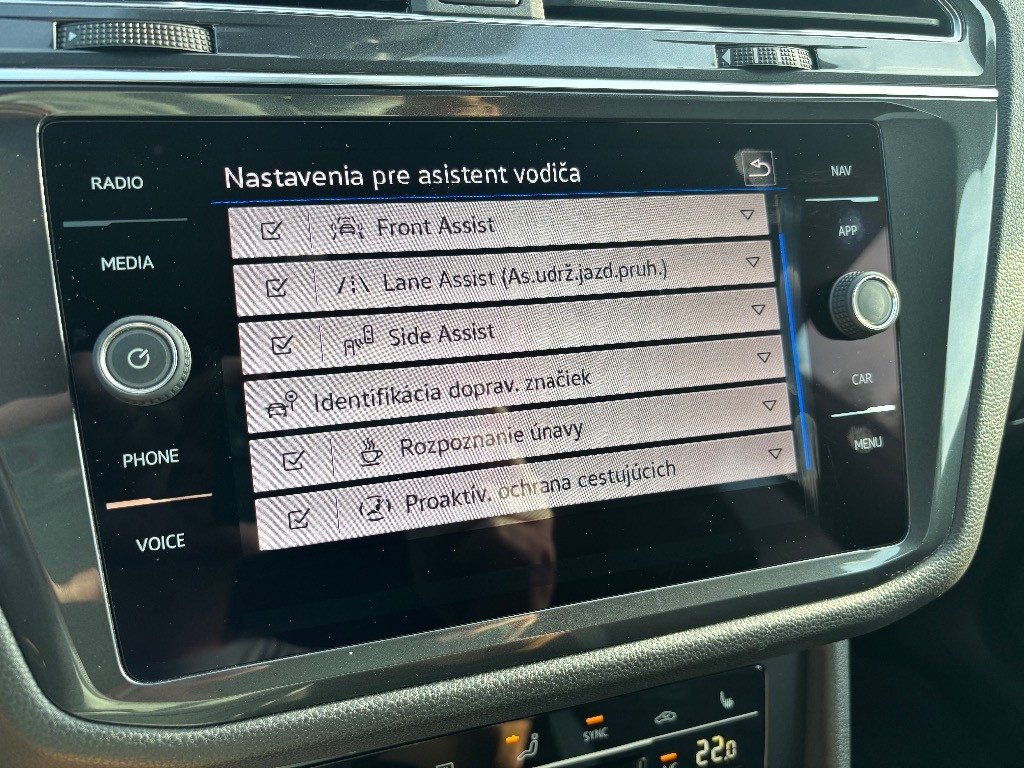 RADIO
MEDIA
PHONE
VOICE
Nastavenia pre asistent vodiča
Front Assist
Lane Assist (As.udrž.jazd.pruh.)
Side Assist
Identifikácia doprav. značiek
Rozpoznanie únavy
Proaktív. ochrana cestujúcich
NAV
APP
CAR
MENU
SYNC
22.0